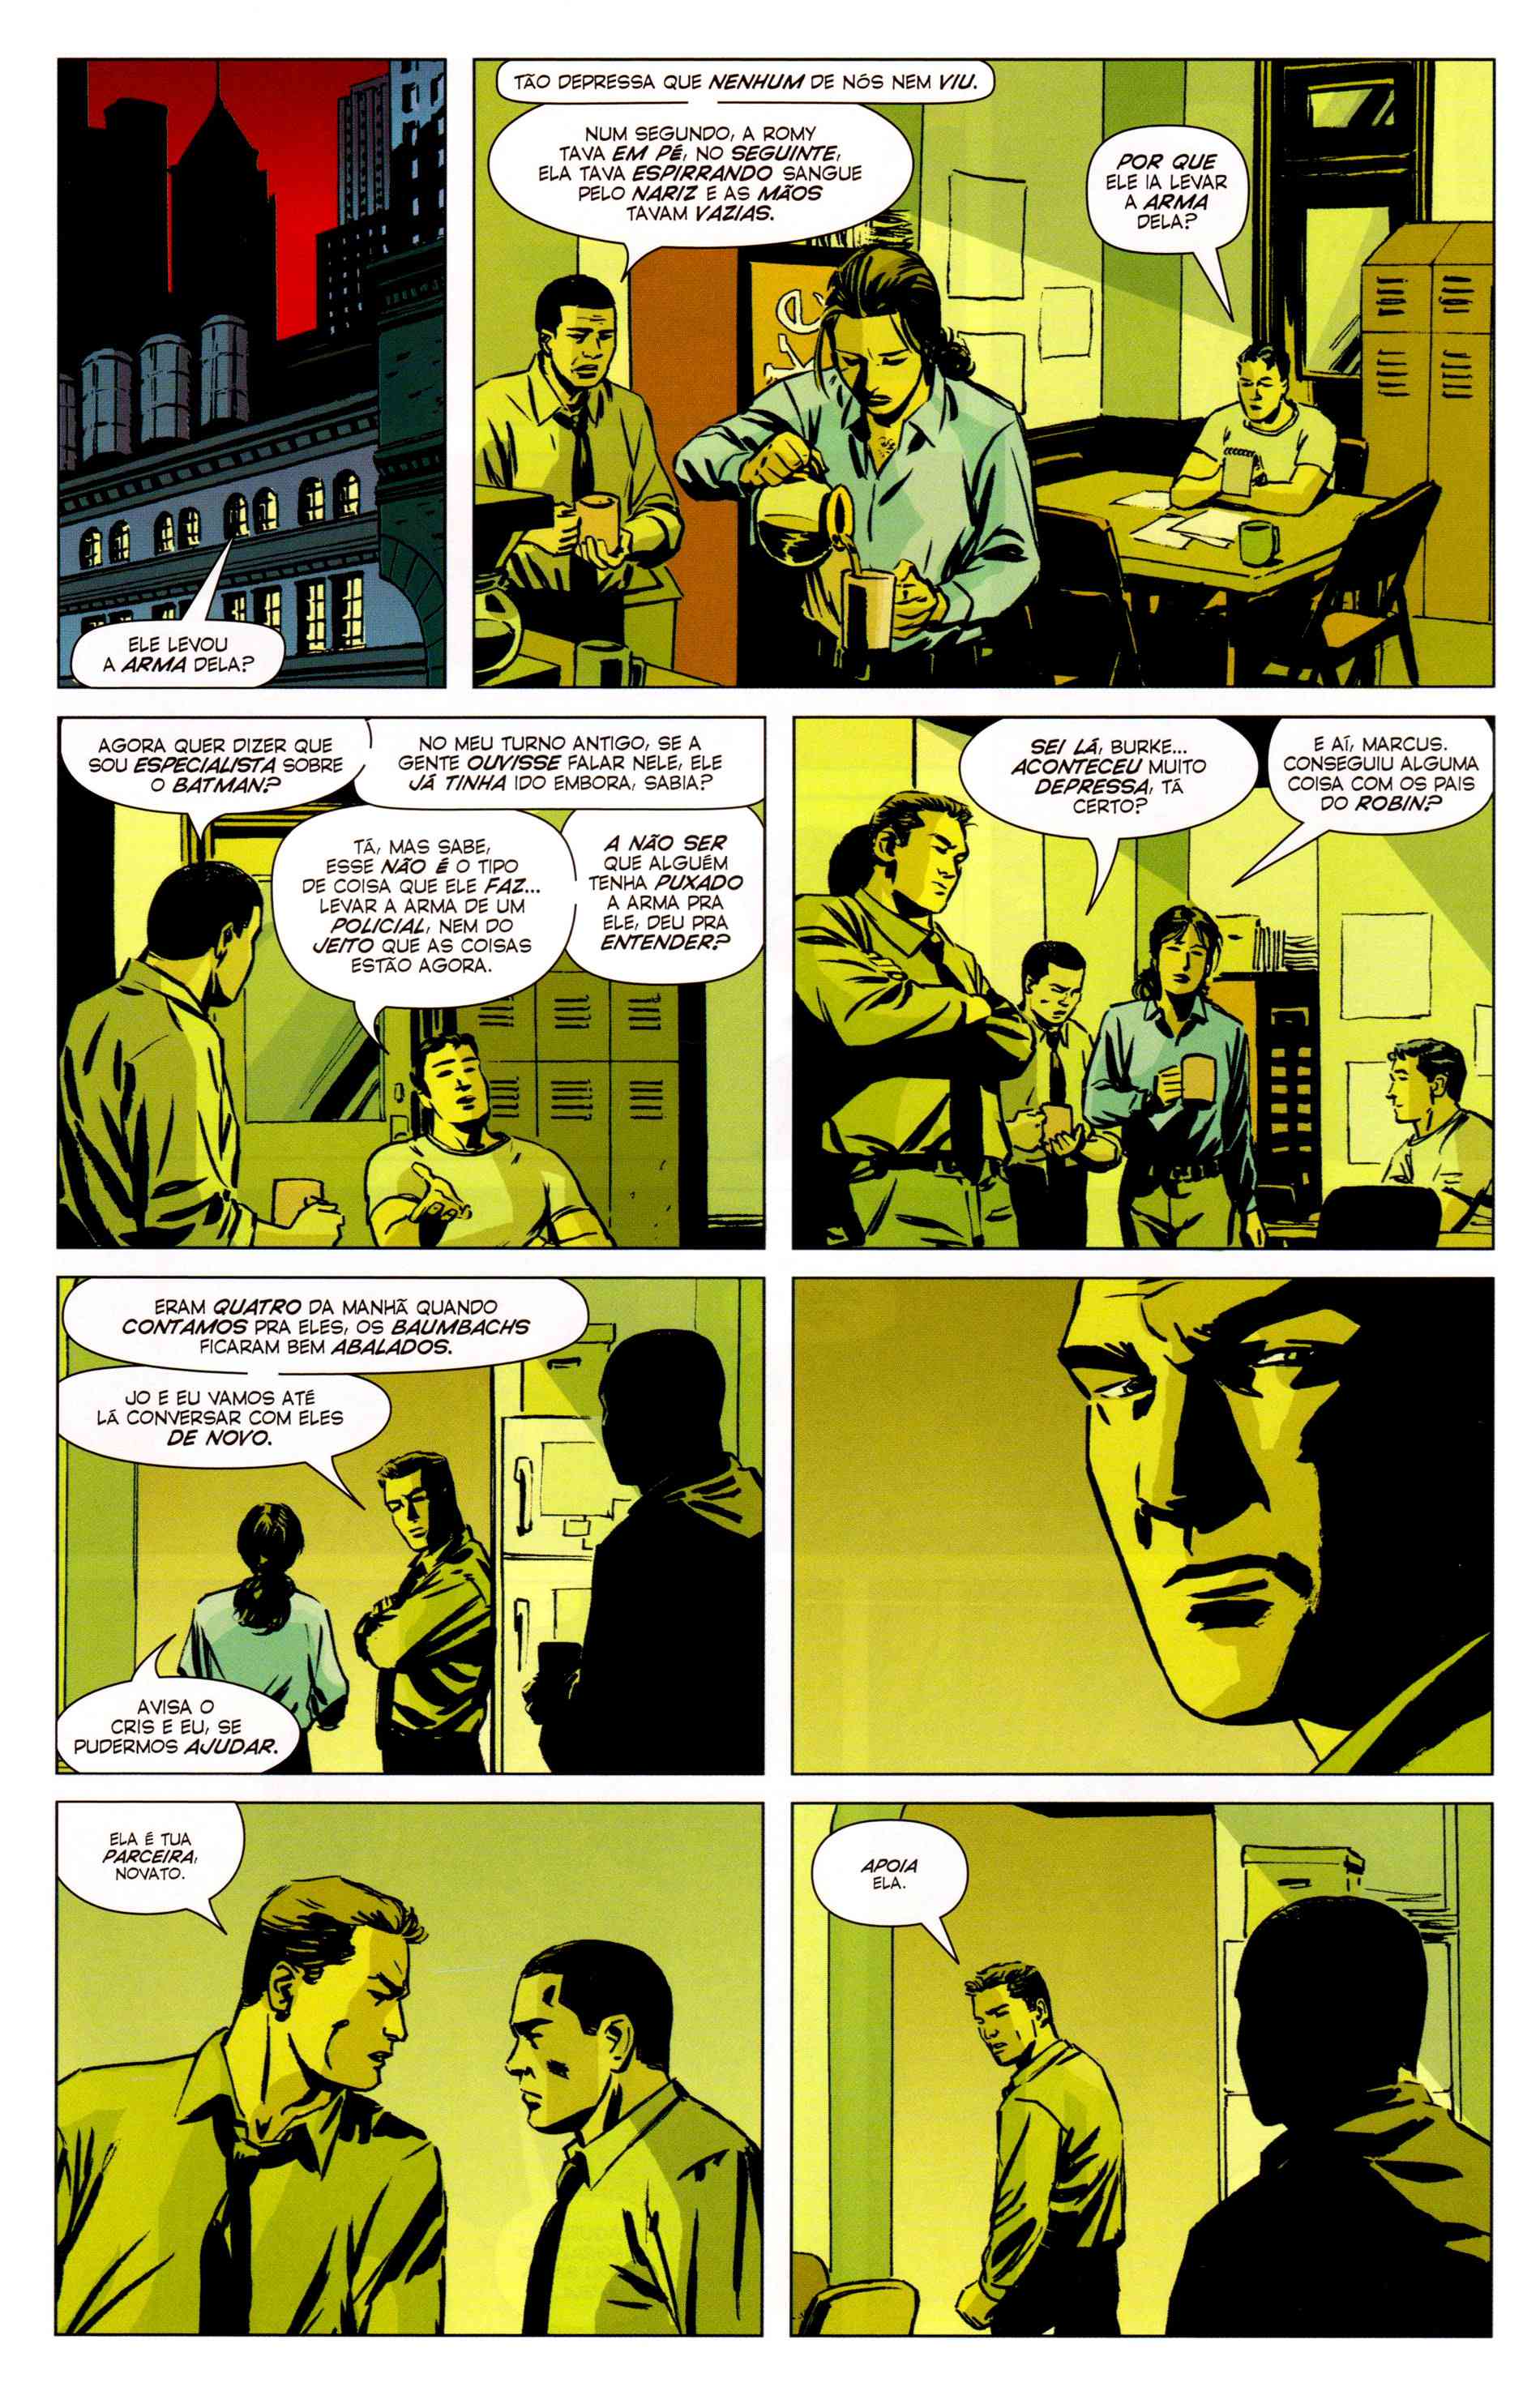 ELE LEVOU
A ARMA DELA?
TÃO DEPRESSA QUE NENHUM DE NÓS NEM VIU.
NUM SEGUNDO, A ROMY
TAVA EM PÉ, NO SEGUINTE,
ELA TAVA ESPIRRANDO SANGUE
PELO NARIZ E AS MÃOS
TAVAM VAZIAS.
POR QUE
ELE IA LEVAR
A ARMA
DELA?
AGORA QUER DIZER QUE
SOU ESPECIALISTA SOBRE
O BATMAN?
NO MEU TURNO ANTIGO, SE A
GENTE OUVISSE FALAR NELE, ELE
JÁ TINHA IDO EMBORA, SABIA?
TÁ, MAS SABE,
ESSE NÃO É O TIPO
DE COISA QUE ELE FAZ...
LEVAR A ARMA DE UM
POLICIAL, NEM DO
JEITO QUE AS COISAS
ESTÃO AGORA.
A NÃO SER
QUE ALGUÉM
TENHA PUXADO
A ARMA PRA
ELE, DEU PRA
ENTENDER?
SEI LÁ, BURKE...
ACONTECEU MUITO
DEPRESSA, TÁ
CERTO?
E AÍ, MARCUS.
CONSEGUIU ALGUMA
COISA COM OS PAIS
DO ROBIN?
ERAM QUATRO DA MANHÃ QUANDO
CONTAMOS PRA ELES, OS BAUMBACHS
FICARAM BEM ABALADOS.
JO E EU VAMOS ATÉ
LÁ CONVERSAR COM ELES
DE NOVO.
AVISA O
CRIS E EU, SE
PUDERMOS AJUDAR.
ELA É TUA
PARCEIRA,
NOVATO.
APOIA
ELA.